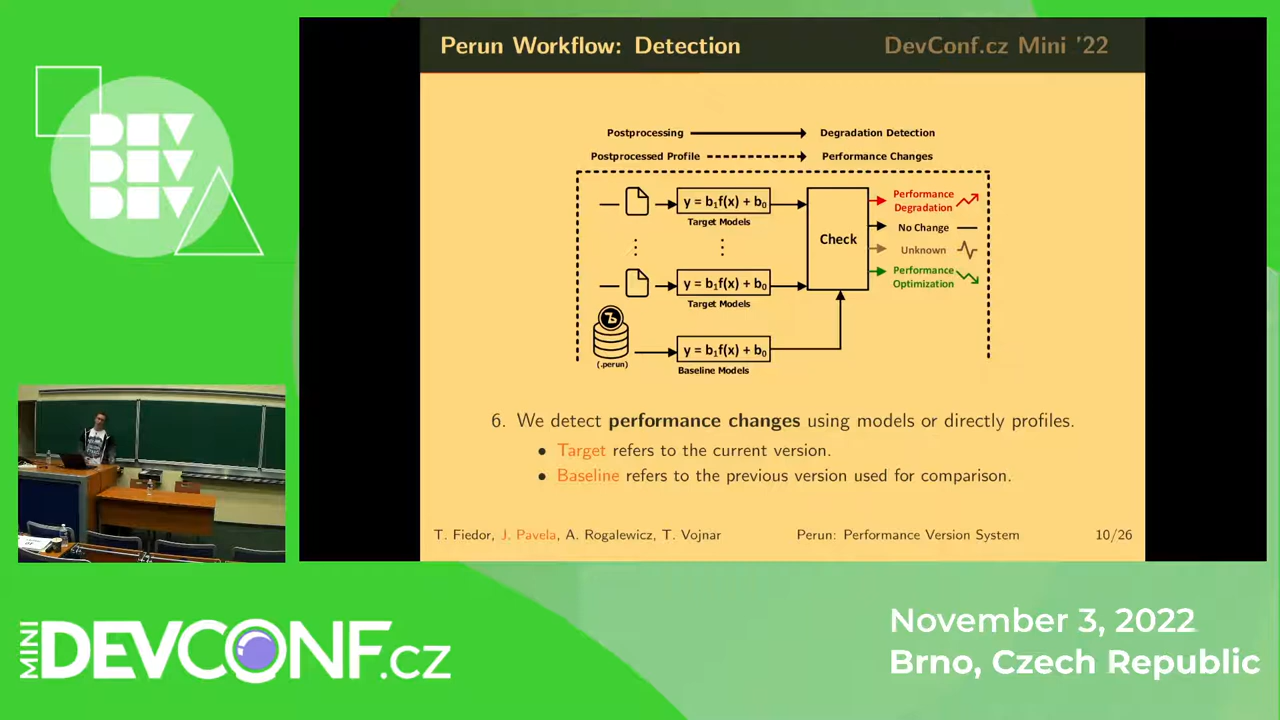 DEV
DEV
DEV
Perun Workflow: Detection
DevConf.cz Mini '22
Postprocessing
Degradation Detection
Postprocessed Profile
Performance Changes
y = b₁f(x) + b₀
Target Models
Check
Performance
Degradation
No Change
Unknown
Performance
Optimization
y = b₁f(x) + b₀
Target Models
(.perun)
y = b₁f(x) + b₀
Baseline Models
6. We detect performance changes using models or directly profiles.
• Target refers to the current version.
• Baseline refers to the previous version used for comparison.
T. Fiedor, J. Pavela, A. Rogalewicz, T. Vojnar
Perun: Performance Version System
10/26
MINI
DEVCONF.cz
November 3, 2022
Brno, Czech Republic